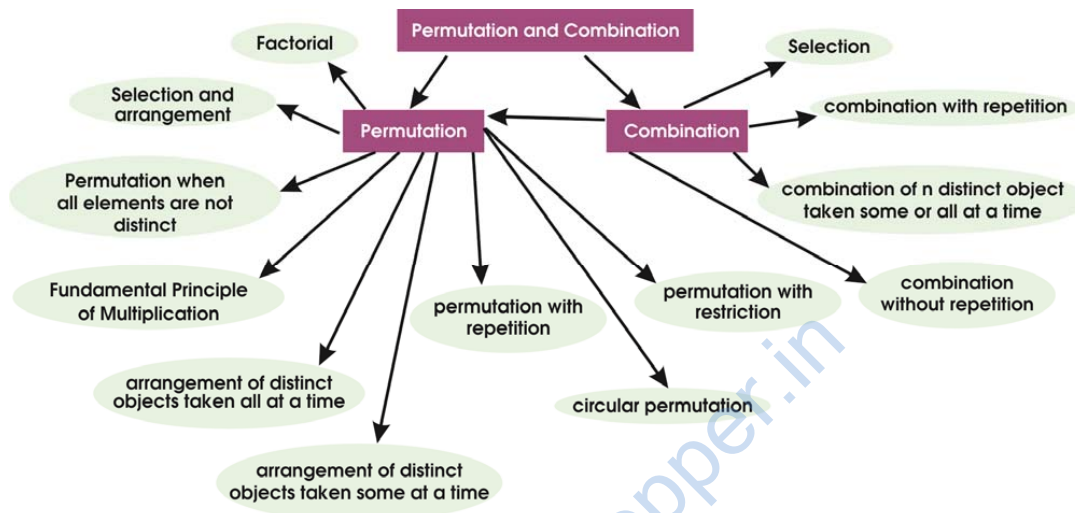 Permutation and Combination
Factorial
Selection
Selection and
arrangement
combination with repetition
Permutation
Combination
Permutation when
all elements are not
distinct
combination of n distinct object
taken some or all at a time
Fundamental Principle
of Multiplication
permutation with
repetition
permutation with
restriction
combination
without repetition
arrangement of distinct
objects taken all at a time
circular permutation
arrangement of distinct
objects taken some at a time